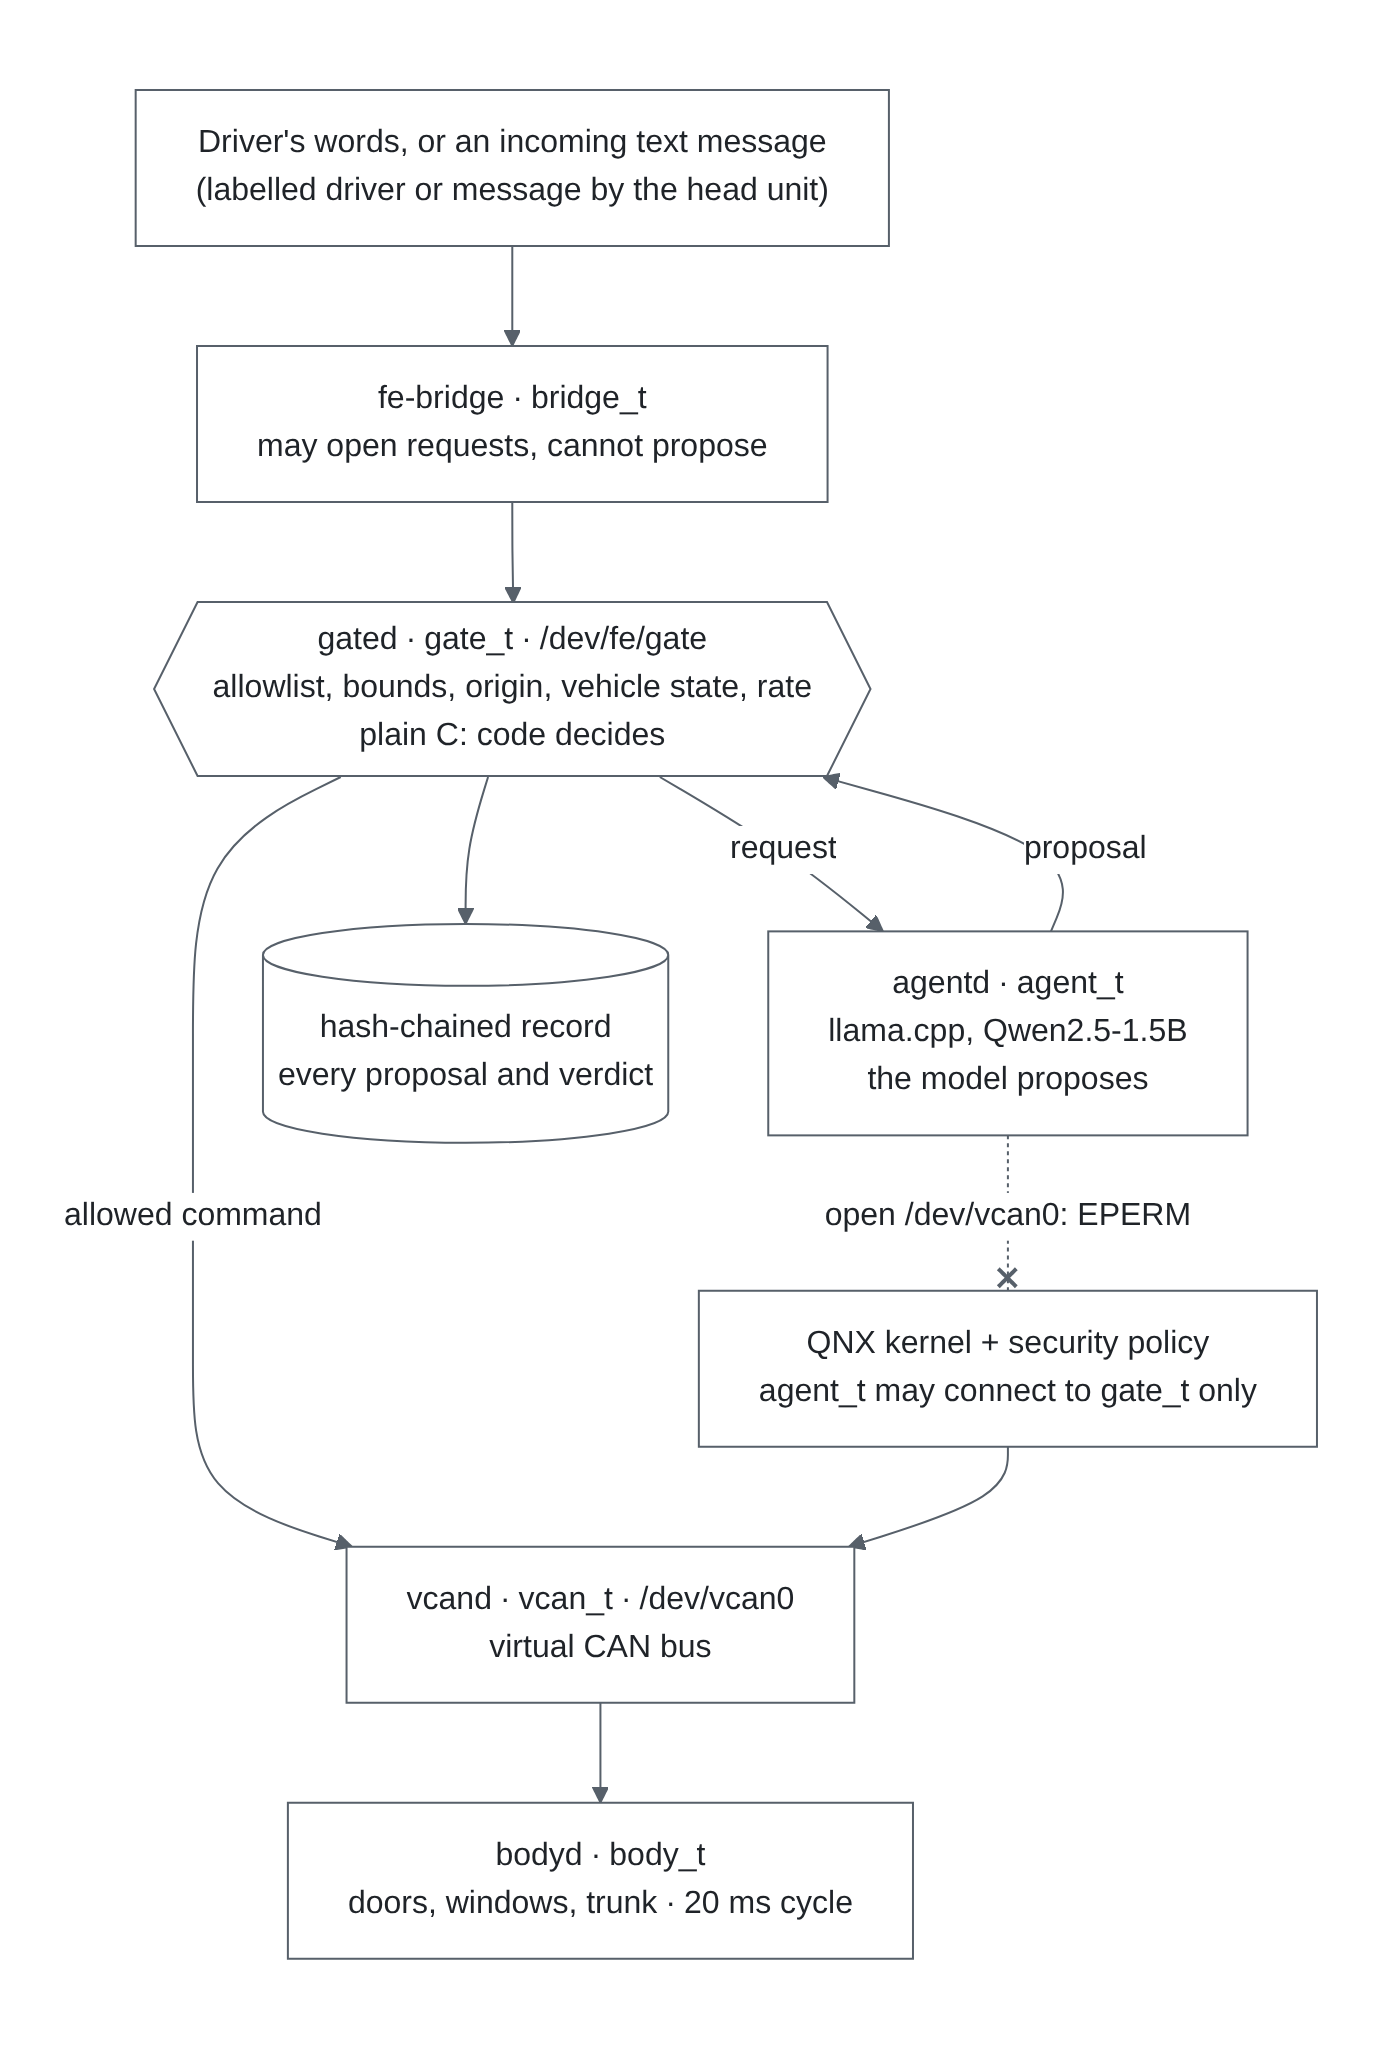 Driver's words, or an incoming text message
(labelled driver or message by the head unit)
fe-bridge · bridge_t
may open requests, cannot propose
gated · gate_t · /dev/fe/gate
allowlist, bounds, origin, vehicle state, rate
plain C: code decides
request
proposal
hash-chained record
every proposal and verdict
agentd · agent_t
llama.cpp, Qwen2.5-1.5B
the model proposes
allowed command
open /dev/vcan0: EPERM
QNX kernel + security policy
agent_t may connect to gate_t only
vcand · vcan_t · /dev/vcan0
virtual CAN bus
bodyd · body_t
doors, windows, trunk · 20 ms cycle